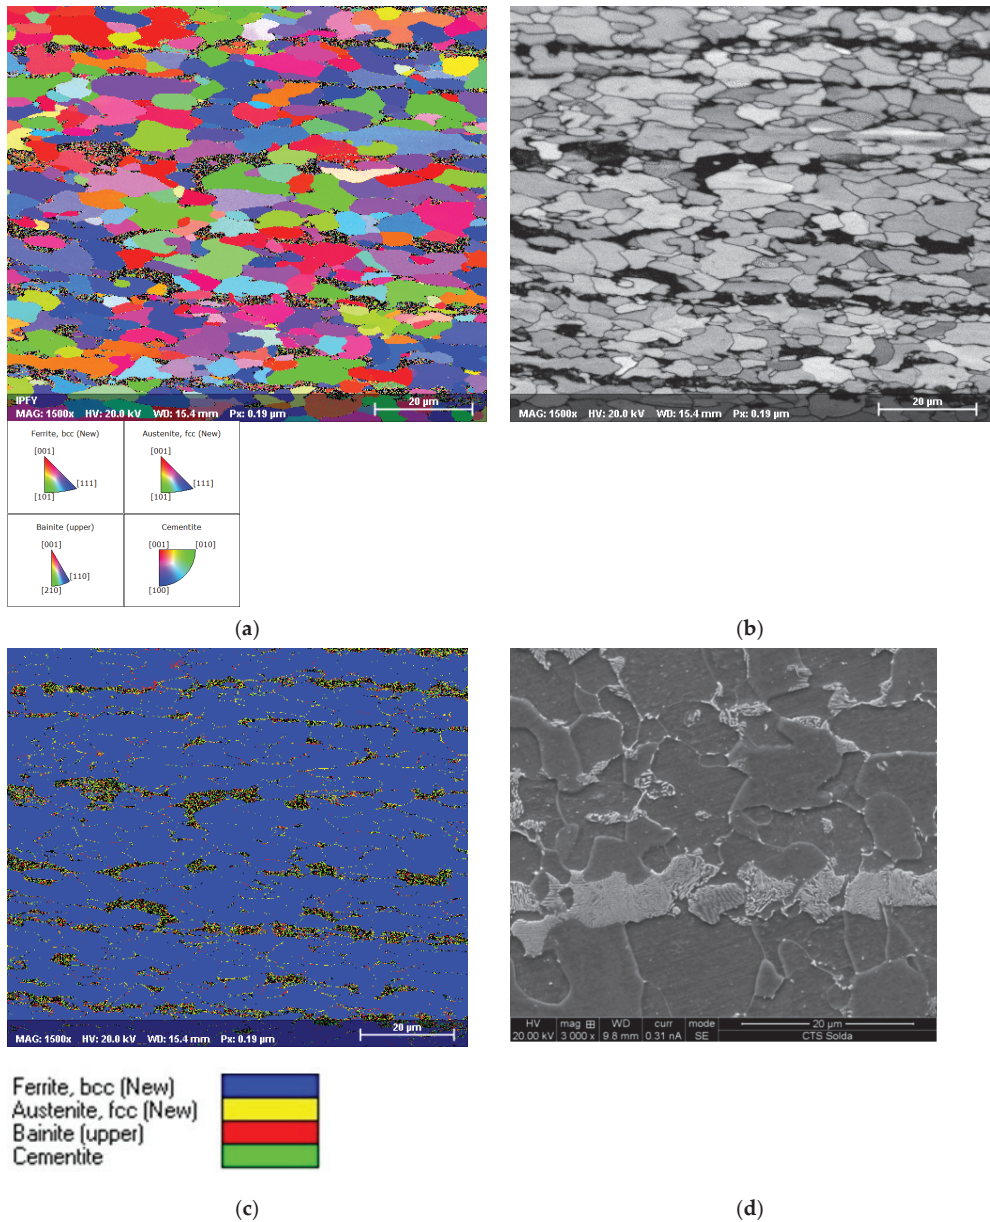 IPFY
MAG: 1500x HV: 20.0 kV WD: 15.4 mm Px: 0.19 µm 20 µm
MAG: 1500x HV: 20.0 kV WD: 15.4 mm Px: 0.19 µm 20 µm
Ferrite, bcc (New) Austenite, fcc (New)
[001] [001]
[111] [111]
[101] [101]
Bainite (upper) Cementite
[001] [001] [010]
[110]
[210] [100]
(a) (b)
MAG: 1500x HV: 20.0 kV WD: 15.4 mm Px: 0.19 µm 20 µm
HV mag WD curr mode 20 µm
20.00 kV 3 000 x 9.8 mm 0.31 nA SE CTS Solda
Ferrite, bcc (New)
Austenite, fcc (New)
Bainite (upper)
Cementite
(c) (d)